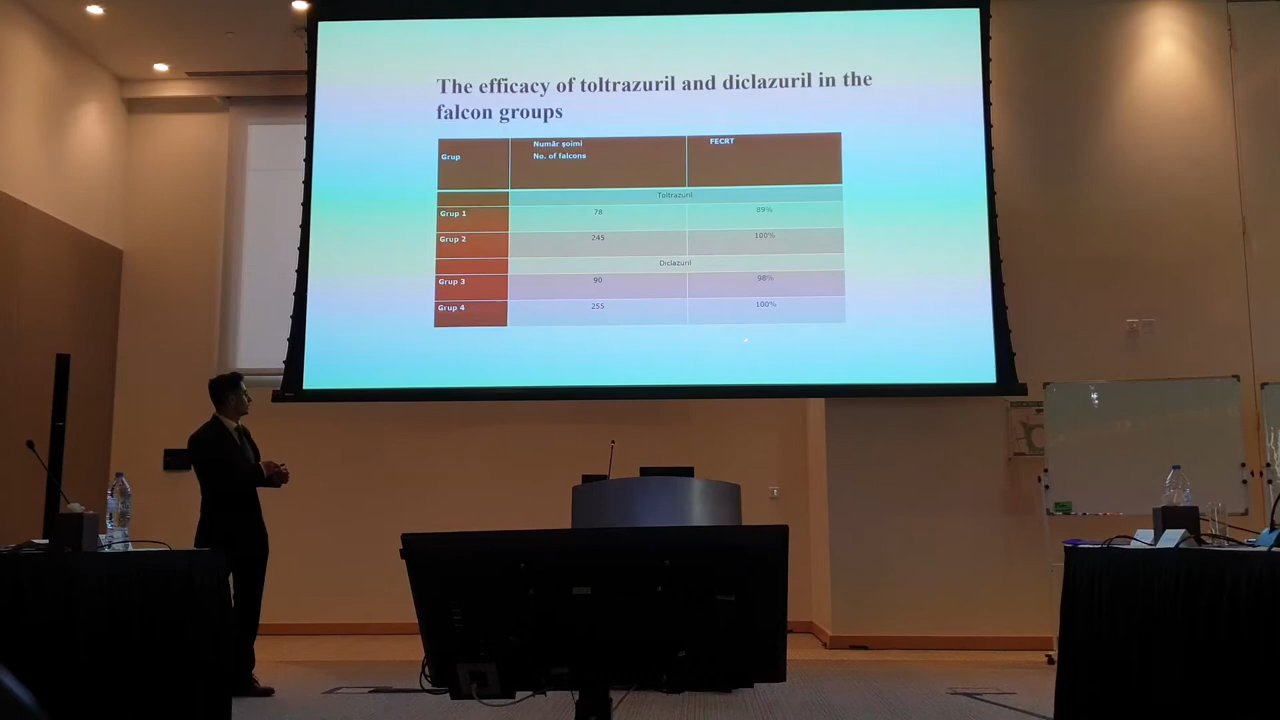 The efficacy of toltrazuril and diclazuril in the
falcon groups
Grup
Număr șoimi
No. of falcons
FECRT
Toltrazuril
Grup 1 78 89%
Grup 2 245 100%
Diclazuril
Grup 3 90 98%
Grup 4 255 100%